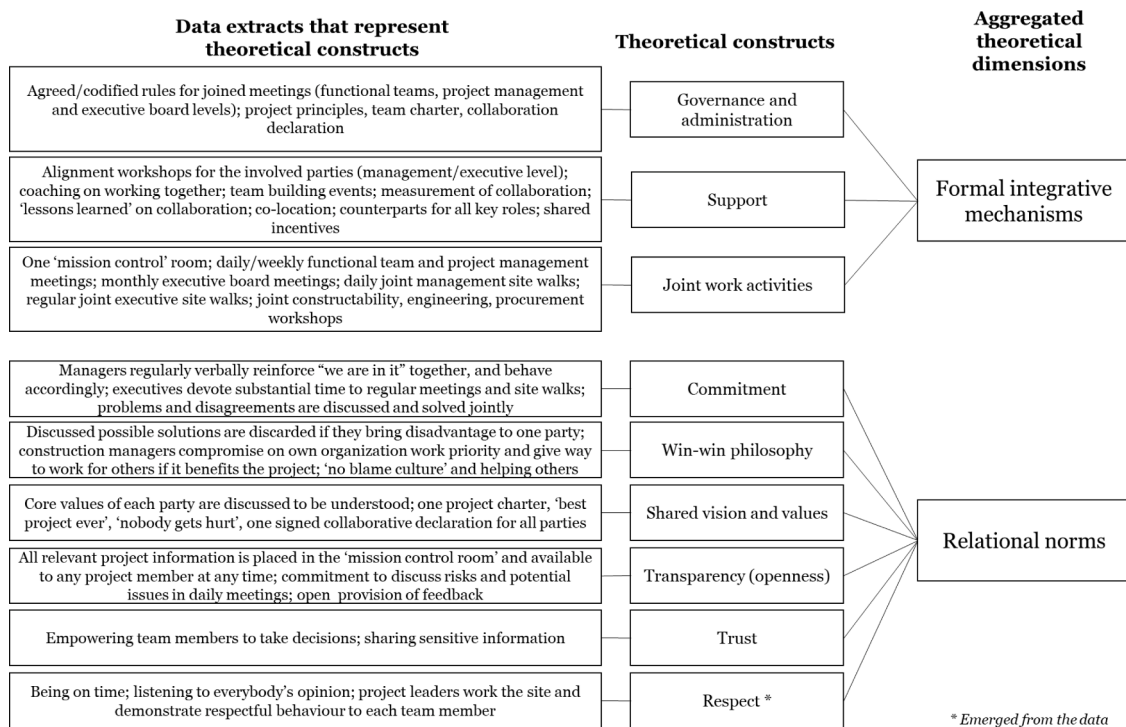 Data extracts that represent
theoretical constructs
Theoretical constructs
Aggregated
theoretical
dimensions
Agreed/codified rules for joined meetings (functional teams, project management
and executive board levels); project principles, team charter, collaboration
declaration
Governance and
administration
Alignment workshops for the involved parties (management/executive level);
coaching on working together; team building events; measurement of collaboration;
‘lessons learned’ on collaboration; co-location; counterparts for all key roles; shared
incentives
Support
Formal integrative
mechanisms
One ‘mission control’ room; daily/weekly functional team and project management
meetings; monthly executive board meetings; daily joint management site walks;
regular joint executive site walks; joint constructability, engineering, procurement
workshops
Joint work activities
Managers regularly verbally reinforce “we are in it” together, and behave
accordingly; executives devote substantial time to regular meetings and site walks;
problems and disagreements are discussed and solved jointly
Commitment
Discussed possible solutions are discarded if they bring disadvantage to one party;
construction managers compromise on own organization work priority and give way
to work for others if it benefits the project; ‘no blame culture’ and helping others
Win-win philosophy
Core values of each party are discussed to be understood; one project charter, ‘best
project ever’, ‘nobody gets hurt’, one signed collaborative declaration for all parties
Shared vision and values
Relational norms
All relevant project information is placed in the ‘mission control room’ and available
to any project member at any time; commitment to discuss risks and potential
issues in daily meetings; open provision of feedback
Transparency (openness)
Empowering team members to take decisions; sharing sensitive information
Trust
Being on time; listening to everybody’s opinion; project leaders work the site and
demonstrate respectful behaviour to each team member
Respect *
* Emerged from the data